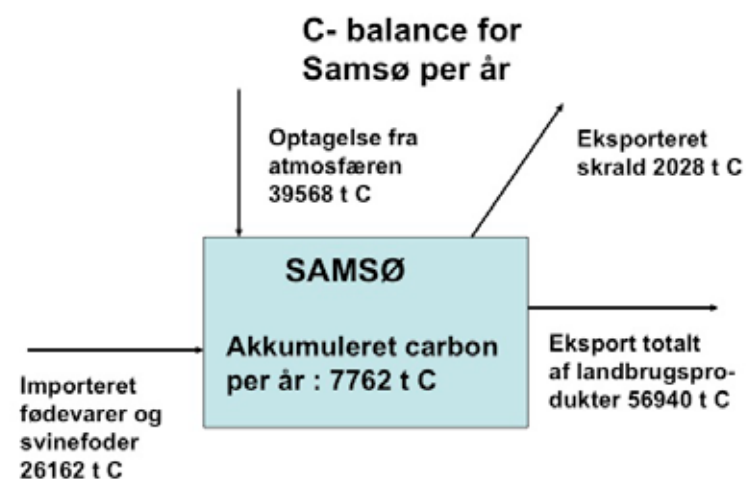 C- balance for
Samsø per år
Optagelse fra
atmosfæren
39568 t C
Eksporteret
skrald 2028 t C
SAMSØ
Akkumuleret carbon
per år : 7762 t C
Importeret
fødevarer og
svinefoder
26162 t C
Eksport totalt
af landbrugspro-
dukter 56940 t C